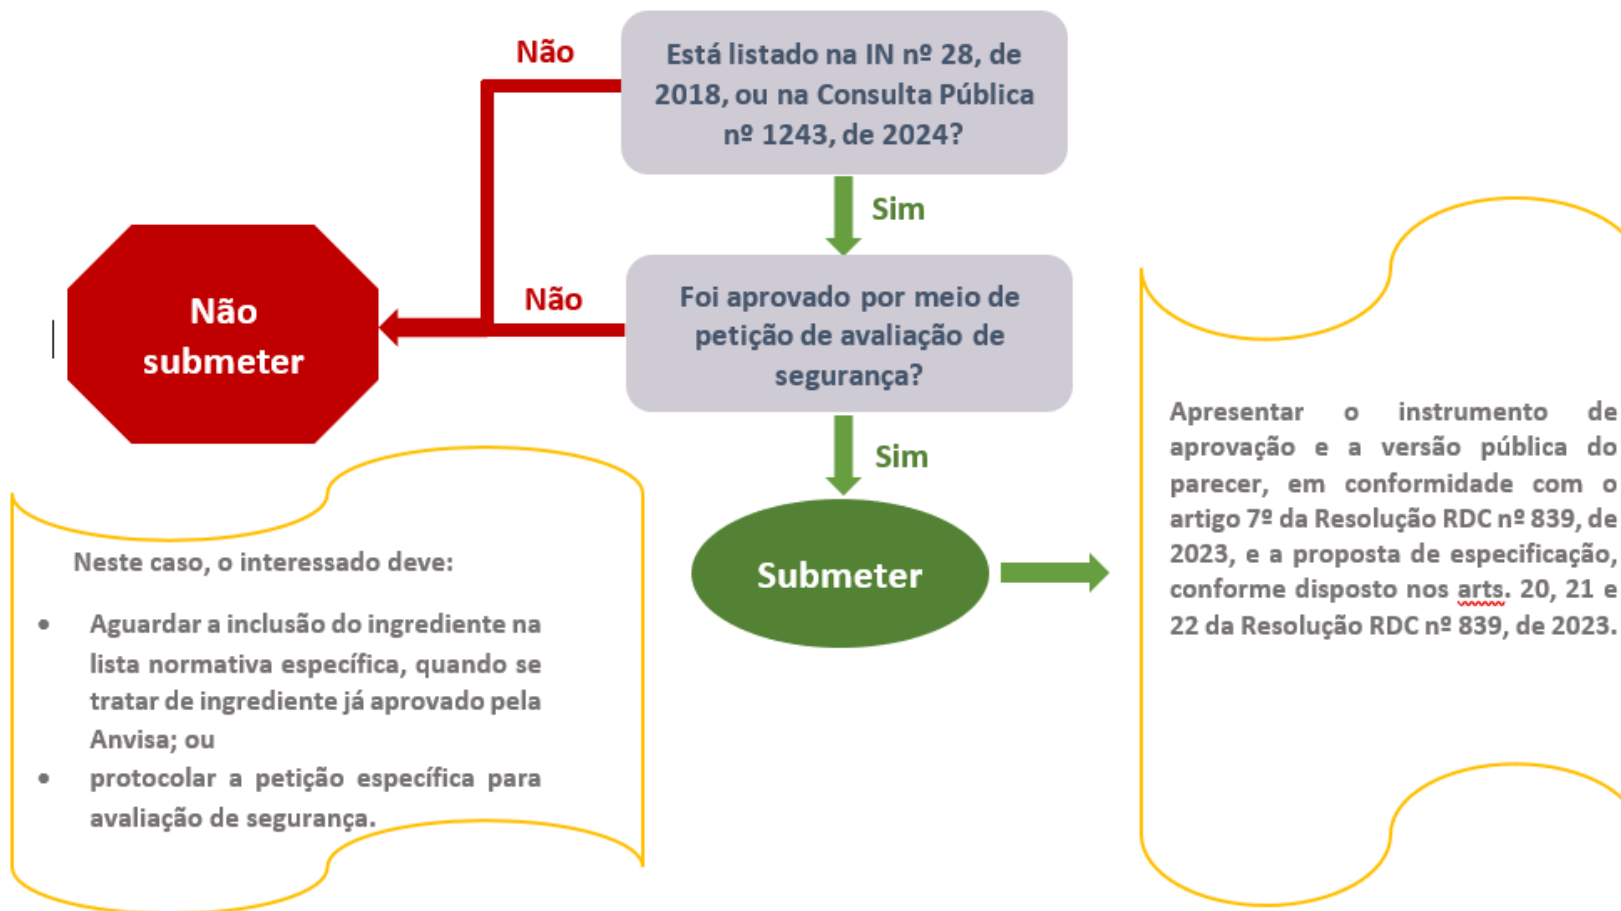 Não
Está listado na IN nº 28, de
2018, ou na Consulta Pública
nº 1243, de 2024?
Sim
Não
submeter
Não
Foi aprovado por meio de
petição de avaliação de
segurança?
Sim
Submeter
Apresentar o instrumento de
aprovação e a versão pública do
parecer, em conformidade com o
artigo 7º da Resolução RDC nº 839, de
2023, e a proposta de especificação,
conforme disposto nos arts. 20, 21 e
22 da Resolução RDC nº 839, de 2023.
Neste caso, o interessado deve:
• Aguardar a inclusão do ingrediente na
lista normativa específica, quando se
tratar de ingrediente já aprovado pela
Anvisa; ou
• protocolar a petição específica para
avaliação de segurança.